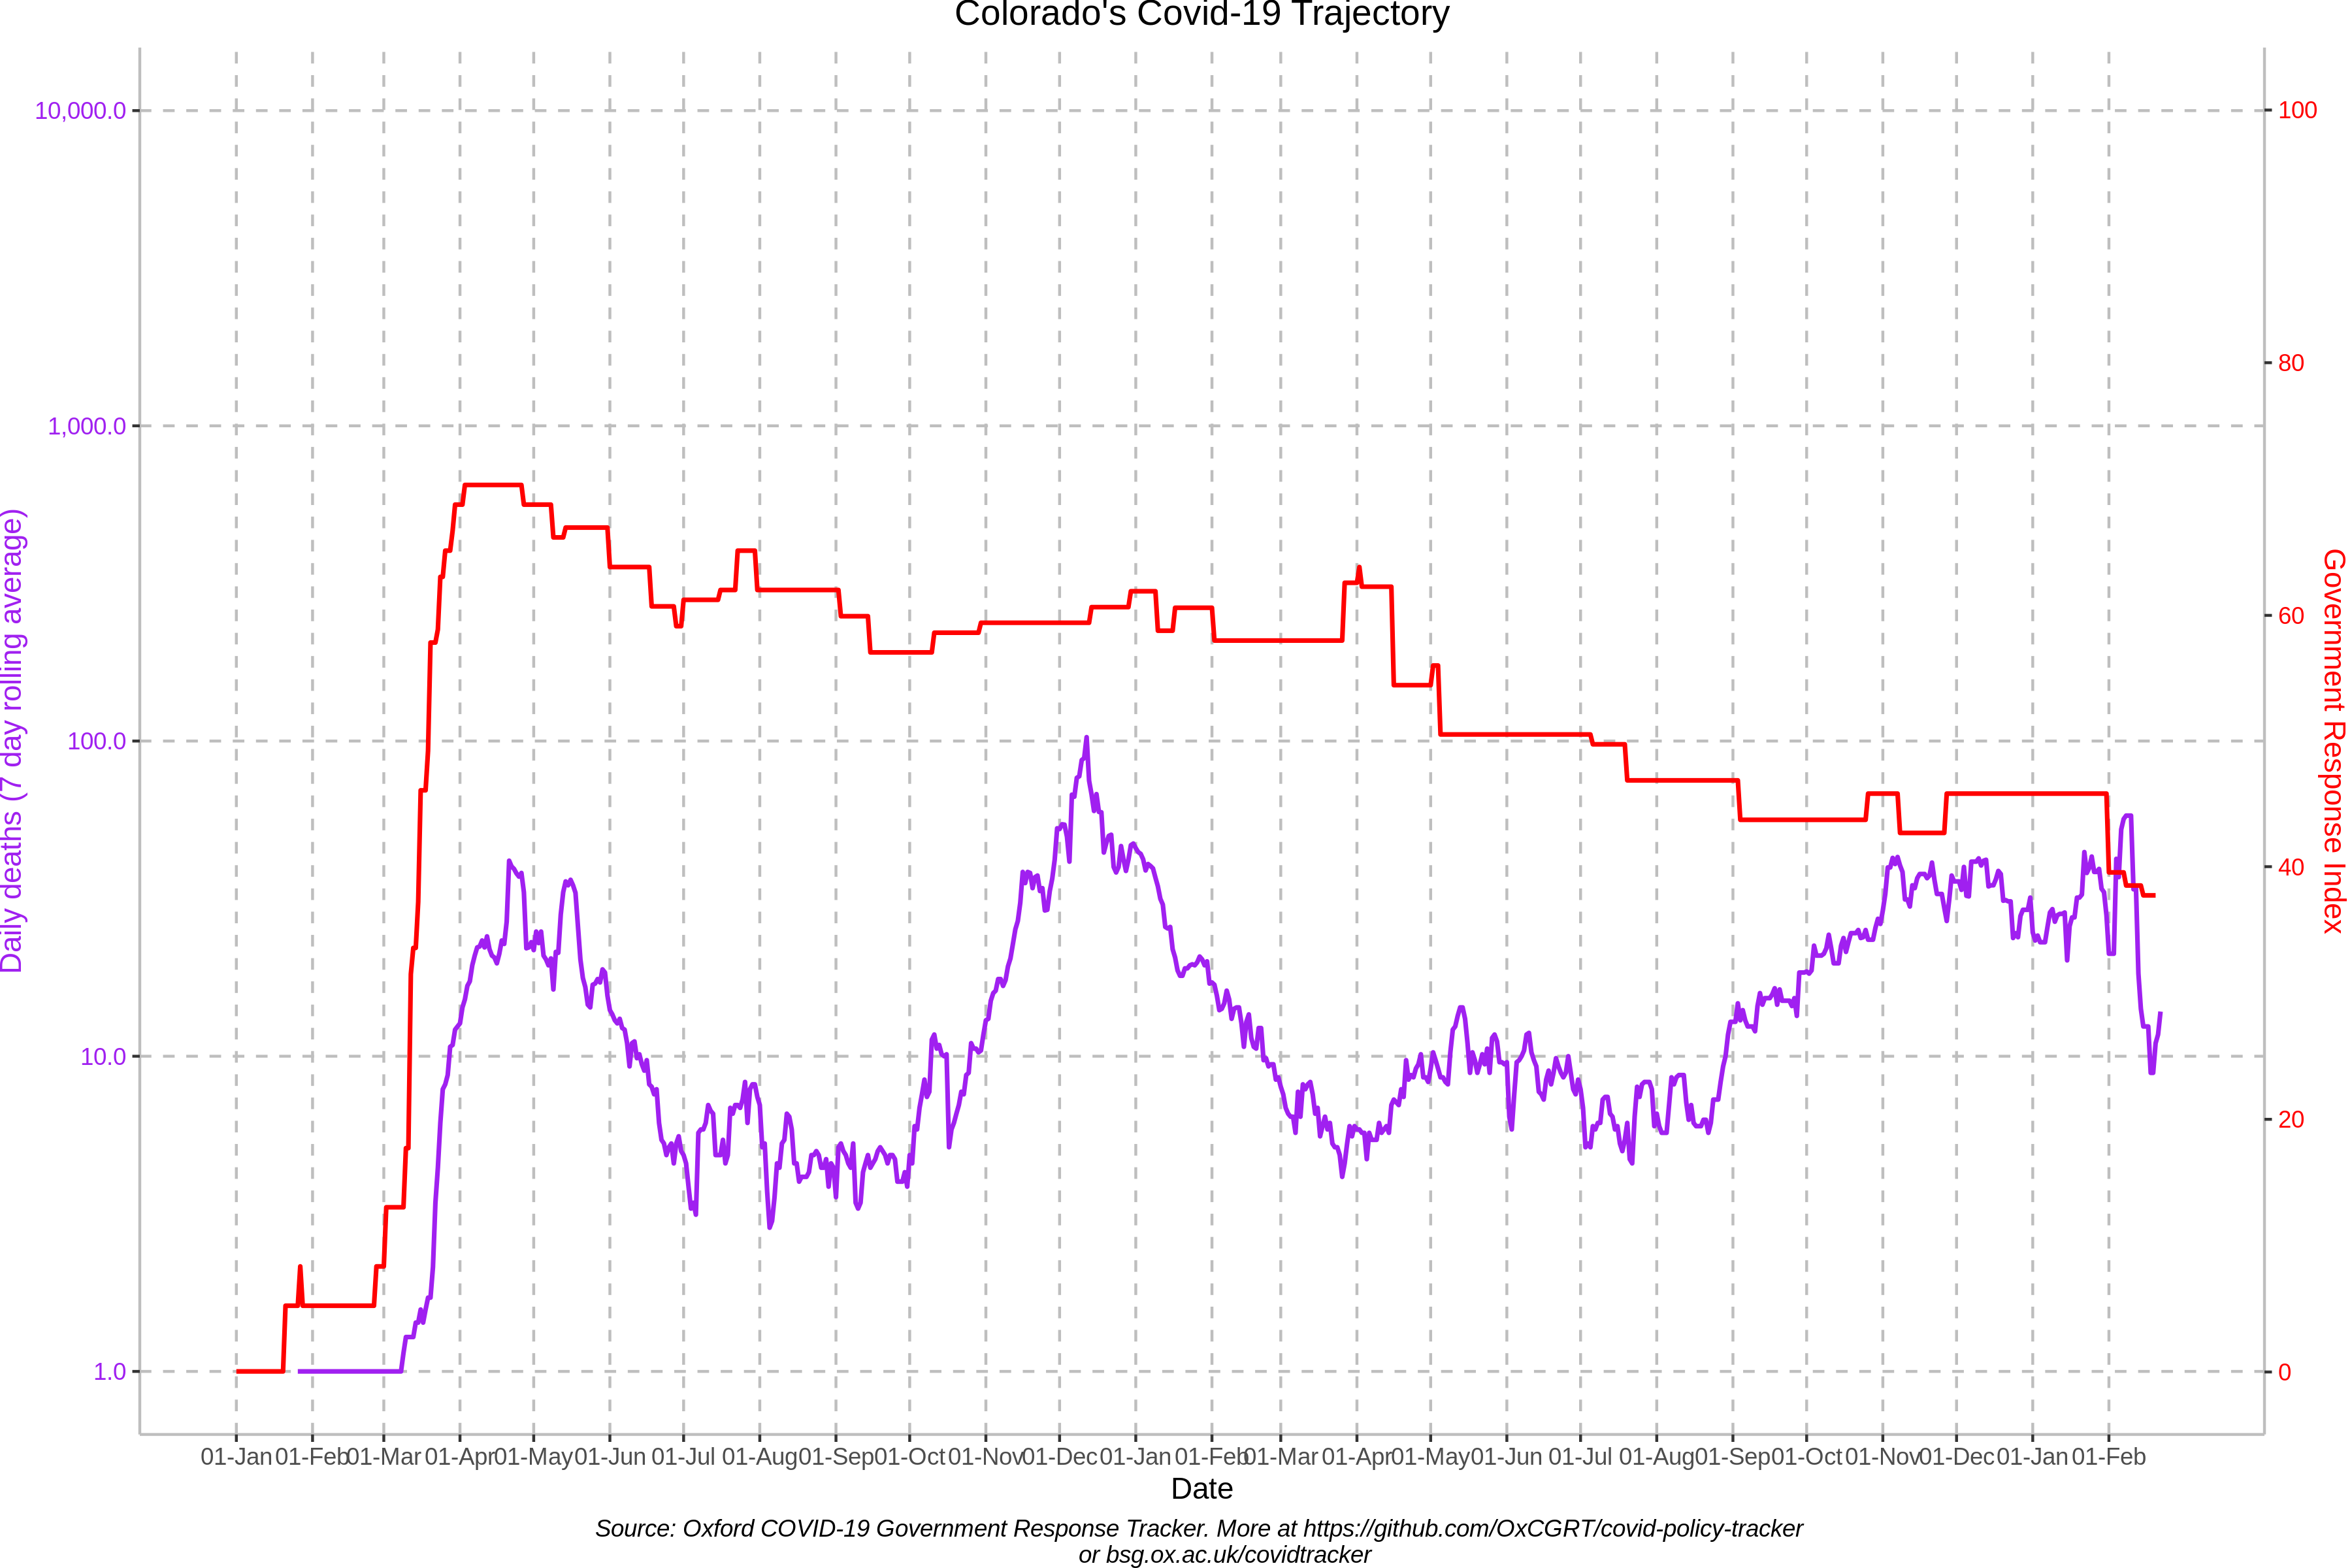 Colorado's Covid-19 Trajectory
10,000.0
1,000.0
100.0
10.0
1.0
Daily deaths (7 day rolling average)
100
80
60
40
20
0
Government Response Index
01-Jan 01-Feb 01-Mar 01-Apr 01-May 01-Jun 01-Jul 01-Aug 01-Sep 01-Oct 01-Nov 01-Dec 01-Jan 01-Feb 01-Mar 01-Apr 01-May 01-Jun 01-Jul 01-Aug 01-Sep 01-Oct 01-Nov 01-Dec 01-Jan 01-Feb
Date
Source: Oxford COVID-19 Government Response Tracker. More at https://github.com/OxCGRT/covid-policy-tracker
or bsg.ox.ac.uk/covidtracker